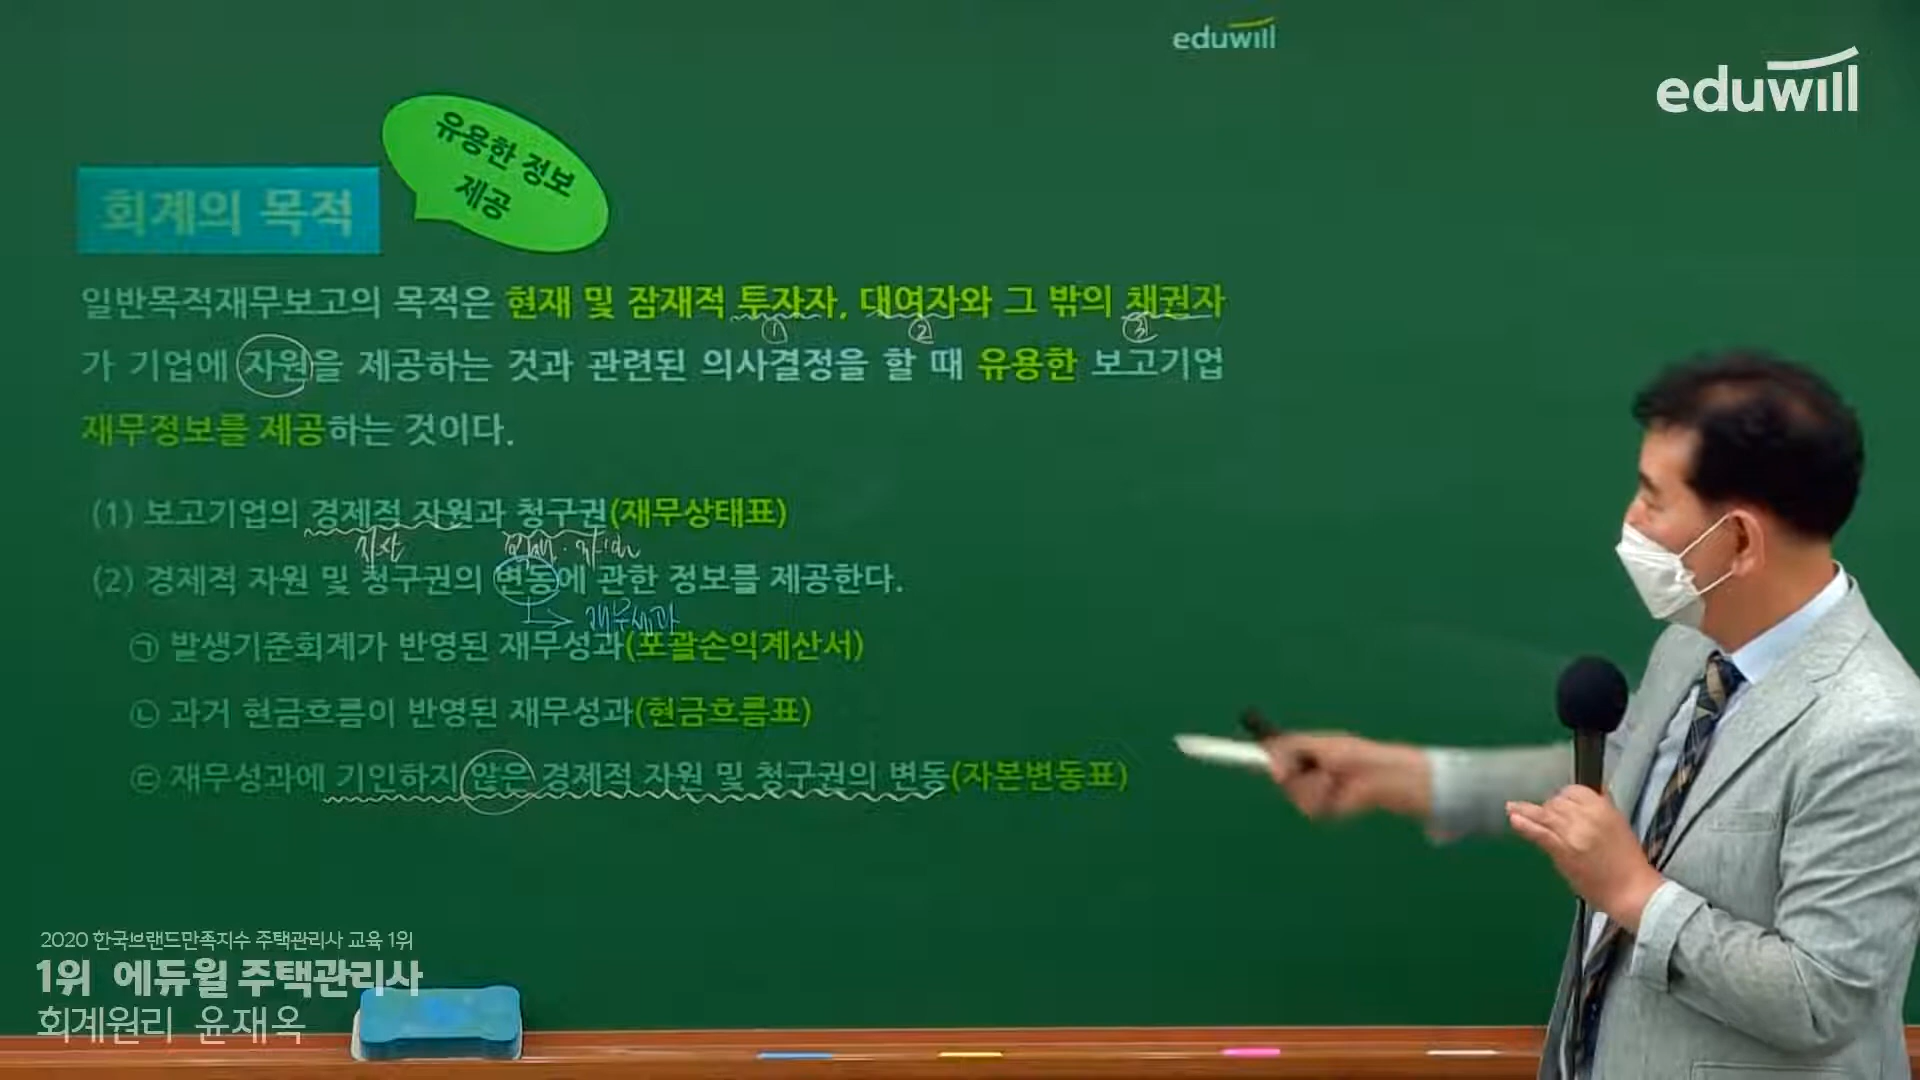 eduwill
eduwill
유용한 정보
제공
회계의 목적
일반목적재무보고의 목적은 현재 및 잠재적 투자자, 대여자와 그 밖의 채권자
① ② ③
가 기업에 자원을 제공하는 것과 관련된 의사결정을 할 때 유용한 보고기업
재무정보를 제공하는 것이다.
(1) 보고기업의 경제적 자원과 청구권(재무상태표)
자산 부채 · 자본
(2) 경제적 자원 및 청구권의 변동에 관한 정보를 제공한다.
재무성과
㉠ 발생기준회계가 반영된 재무성과(포괄손익계산서)
㉡ 과거 현금흐름이 반영된 재무성과(현금흐름표)
㉢ 재무성과에 기인하지 않은 경제적 자원 및 청구권의 변동(자본변동표)
2020 한국브랜드만족지수 주택관리사 교육 1위
1위 에듀윌 주택관리사
회계원리 윤재옥